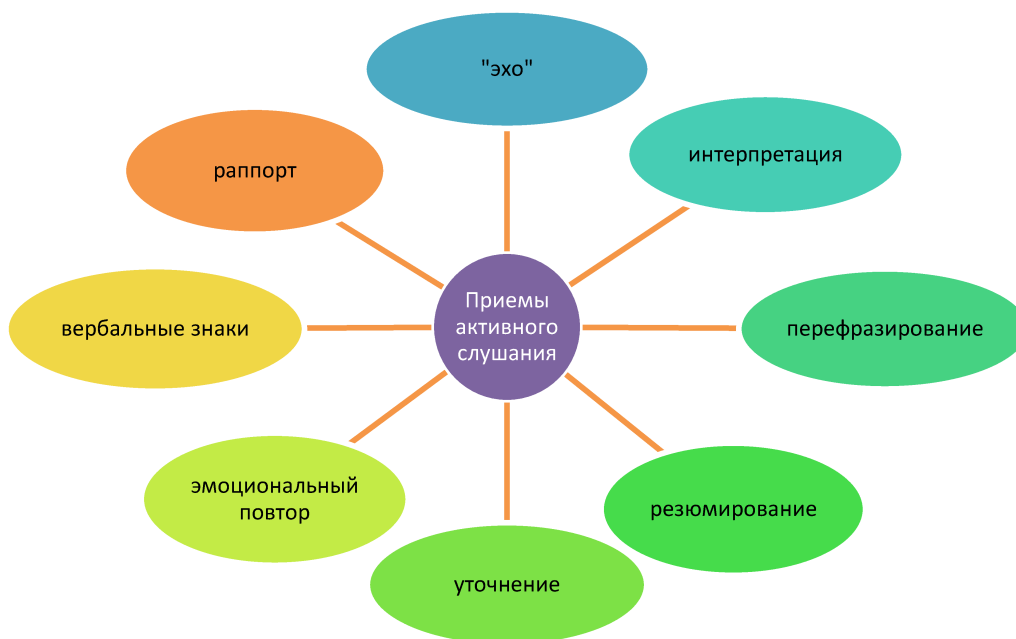 "эхо"
интерпретация
раппорт
Приемы
активного
слушания
вербальные знаки
перефразирование
эмоциональный
повтор
резюмирование
уточнение